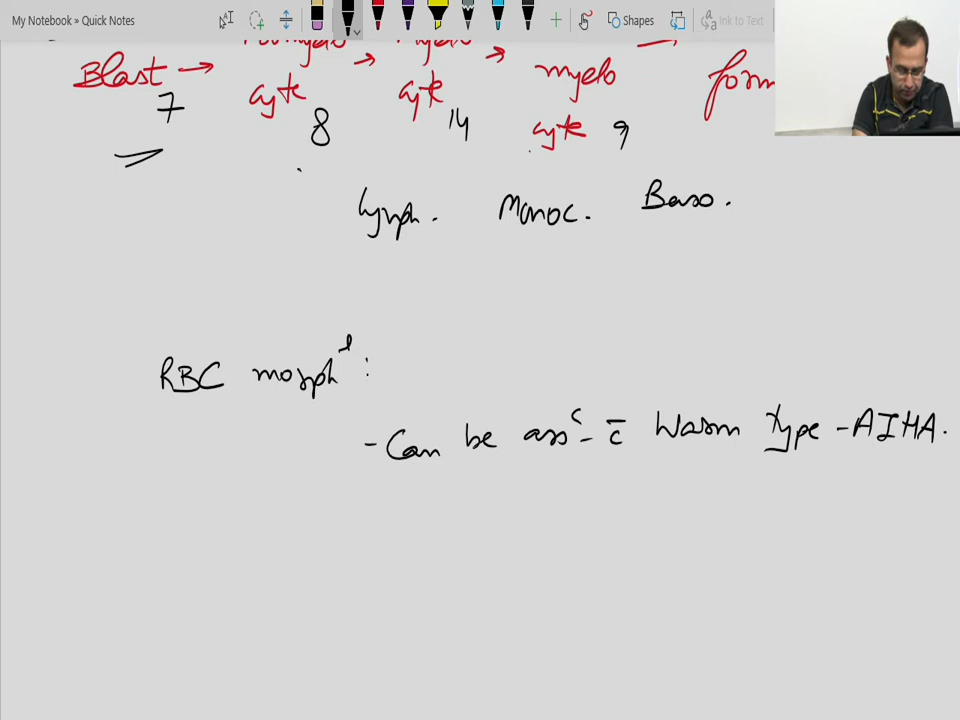 My Notebook » Quick Notes
Shapes
Ink to Text
Blast → → → →
cyte cyte myelo form
7 8 14 cyte 9
Lymph. Monoc. Baso.
RBC morph :
- Can be assc - c̄ Warm type - AIHA.